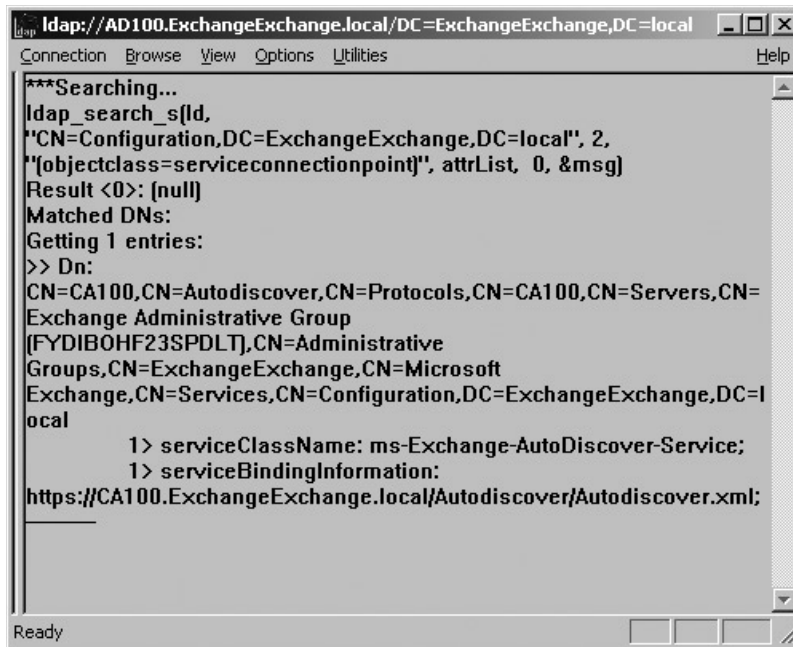 ldap://AD100.ExchangeExchange.local/DC=ExchangeExchange,DC=local
Connection Browse View Options Utilities Help
***Searching...
ldap_search_s(ld,
"CN=Configuration,DC=ExchangeExchange,DC=local", 2,
"(objectclass=serviceconnectionpoint)", attrList, 0, &msg)
Result <0>: (null)
Matched DNs:
Getting 1 entries:
>> Dn:
CN=CA100,CN=Autodiscover,CN=Protocols,CN=CA100,CN=Servers,CN=
Exchange Administrative Group
(FYDIBOHF23SPDLT),CN=Administrative
Groups,CN=ExchangeExchange,CN=Microsoft
Exchange,CN=Services,CN=Configuration,DC=ExchangeExchange,DC=l
ocal
1> serviceClassName: ms-Exchange-AutoDiscover-Service;
1> serviceBindingInformation:
https://CA100.ExchangeExchange.local/Autodiscover/Autodiscover.xml;
Ready